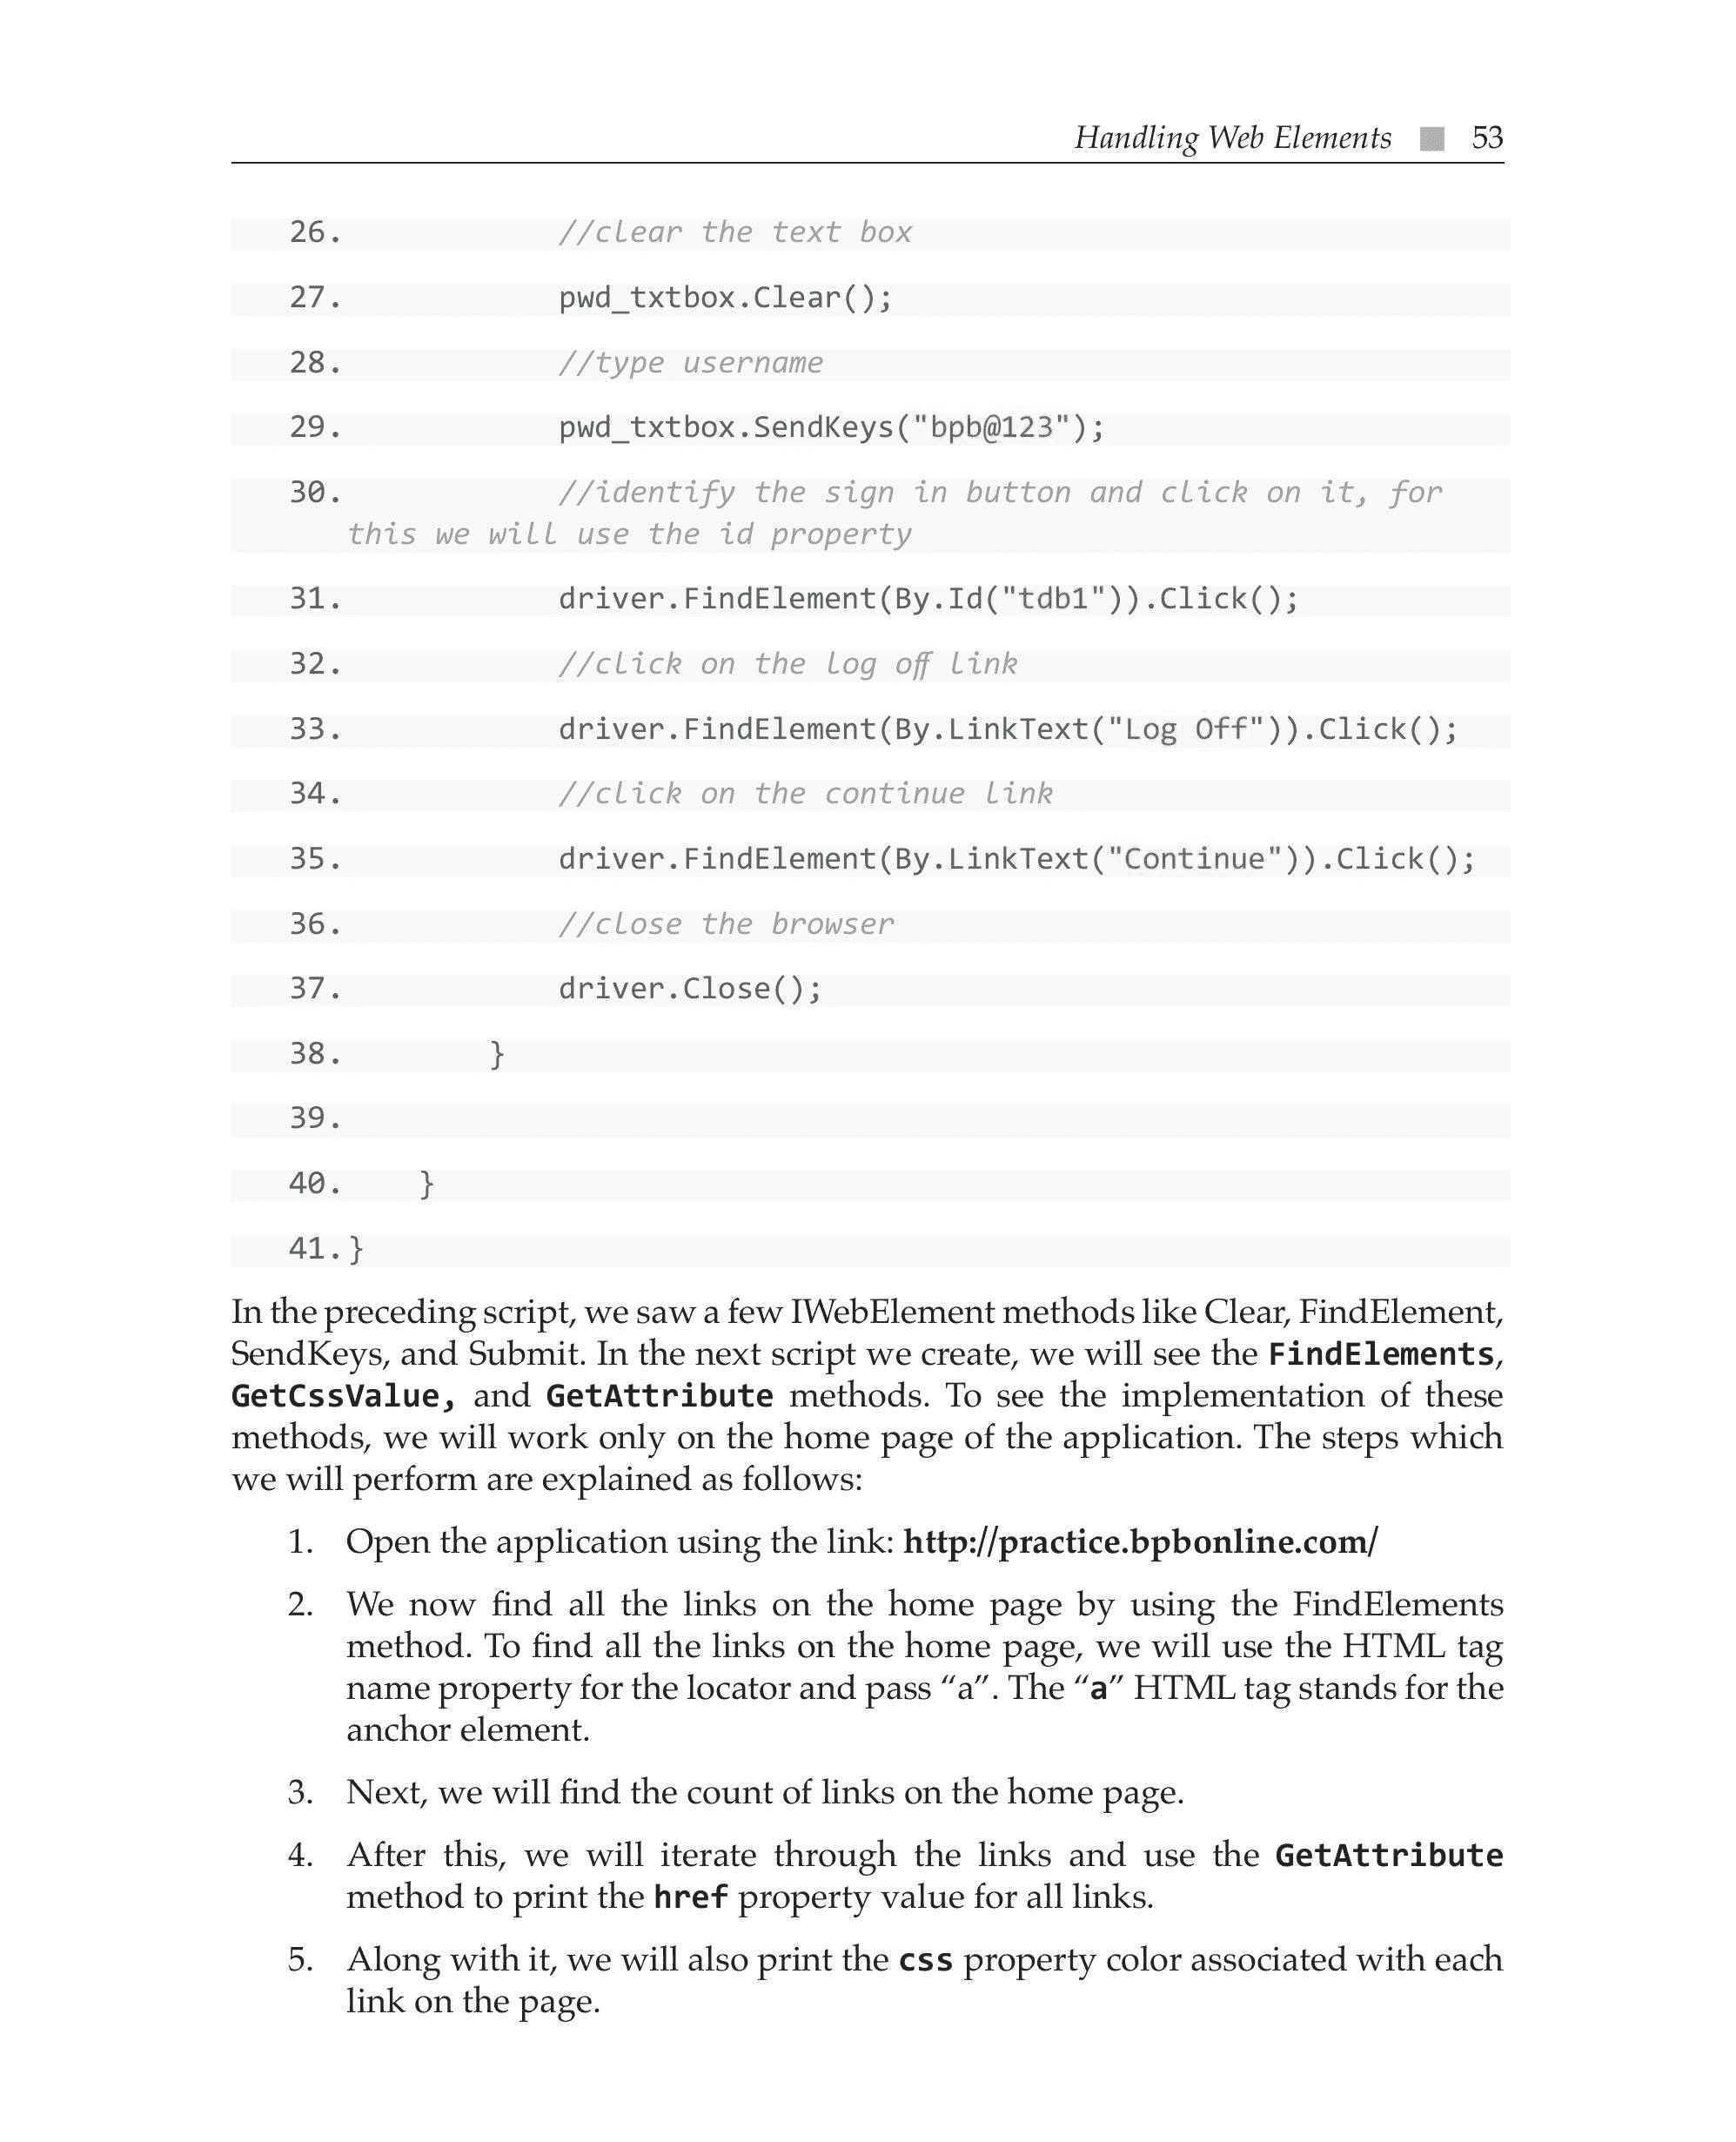 Handling Web Elements 53
26. //clear the text box
27. pwd_txtbox.Clear();
28. //type username
29. pwd_txtbox.SendKeys("bpb@123");
30. //identify the sign in button and click on it, for
this we will use the id property
31. driver.FindElement(By.Id("tdb1")).Click();
32. //click on the log off link
33. driver.FindElement(By.LinkText("Log Off")).Click();
34. //click on the continue link
35. driver.FindElement(By.LinkText("Continue")).Click();
36. //close the browser
37. driver.Close();
38. }
39.
40. }
41. }
In the preceding script, we saw a few IWebElement methods like Clear, FindElement,
SendKeys, and Submit. In the next script we create, we will see the FindElements,
GetCssValue, and GetAttribute methods. To see the implementation of these
methods, we will work only on the home page of the application. The steps which
we will perform are explained as follows:
1. Open the application using the link: http://practice.bpbonline.com/
2. We now find all the links on the home page by using the FindElements
method. To find all the links on the home page, we will use the HTML tag
name property for the locator and pass “a”. The “a” HTML tag stands for the
anchor element.
3. Next, we will find the count of links on the home page.
4. After this, we will iterate through the links and use the GetAttribute
method to print the href property value for all links.
5. Along with it, we will also print the css property color associated with each
link on the page.